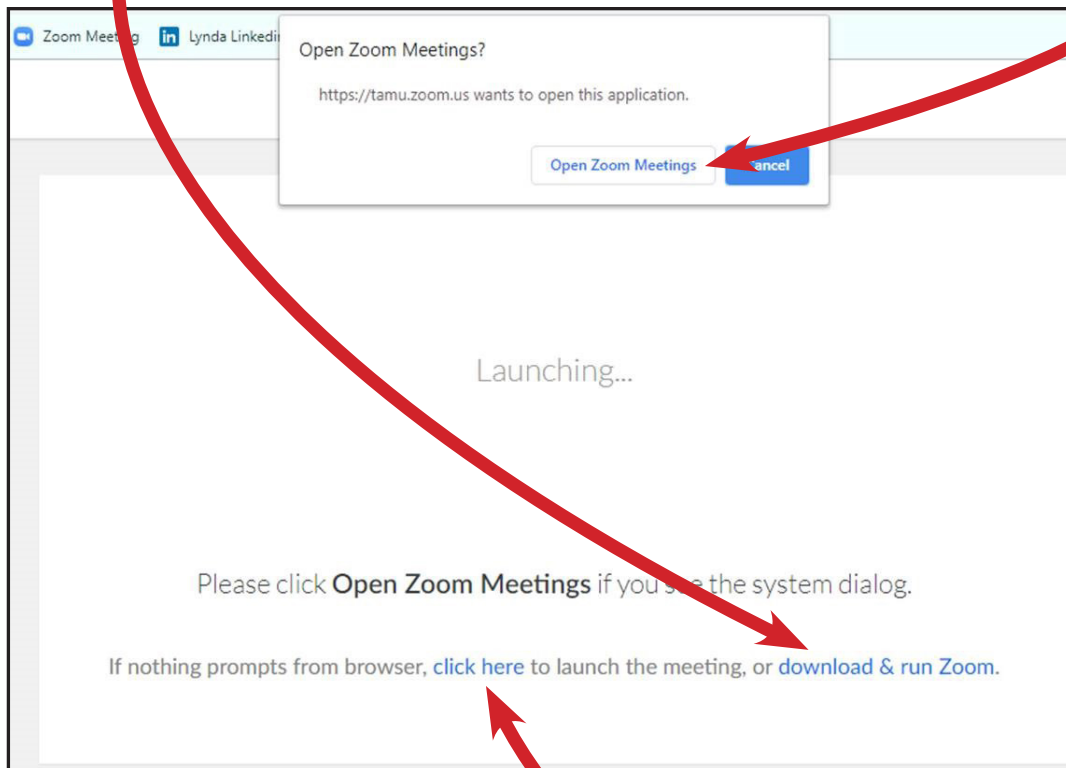 Zoom Meeting in Lynda Linkedi
Open Zoom Meetings?
https://tamu.zoom.us wants to open this application.
Open Zoom Meetings Cancel
Launching...
Please click Open Zoom Meetings if you see the system dialog.
If nothing prompts from browser, click here to launch the meeting, or download & run Zoom.